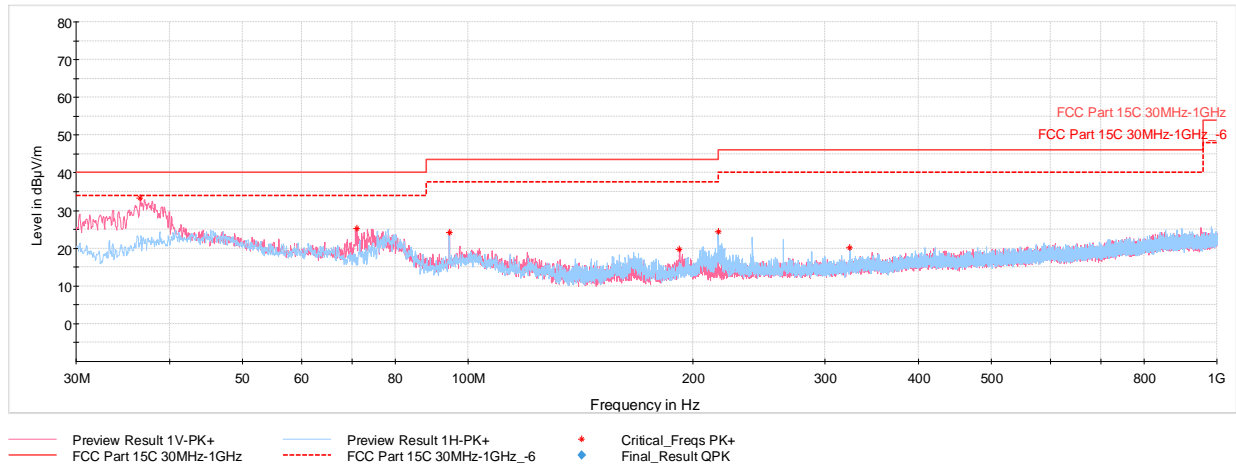 80
70
60
50
40
30
20
10
0
Level in dBµV/m
FCC Part 15C 30MHz-1GHz
FCC Part 15C 30MHz-1GHz_-6
30M 50 60 80 100M 200 300 400 500 800 1G
Frequency in Hz
Preview Result 1V-PK+ Preview Result 1H-PK+ Critical_Freqs PK+
FCC Part 15C 30MHz-1GHz FCC Part 15C 30MHz-1GHz_-6 Final_Result QPK